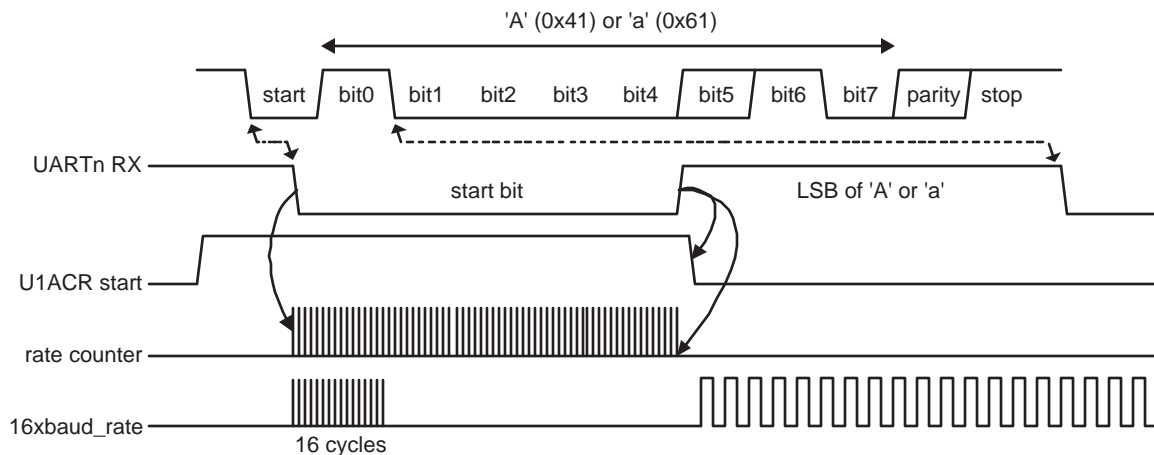 'A' (0x41) or 'a' (0x61)
start bit0 bit1 bit2 bit3 bit4 bit5 bit6 bit7 parity stop
UARTn RX
start bit
LSB of 'A' or 'a'
U1ACR start
rate counter
16xbaud_rate
16 cycles